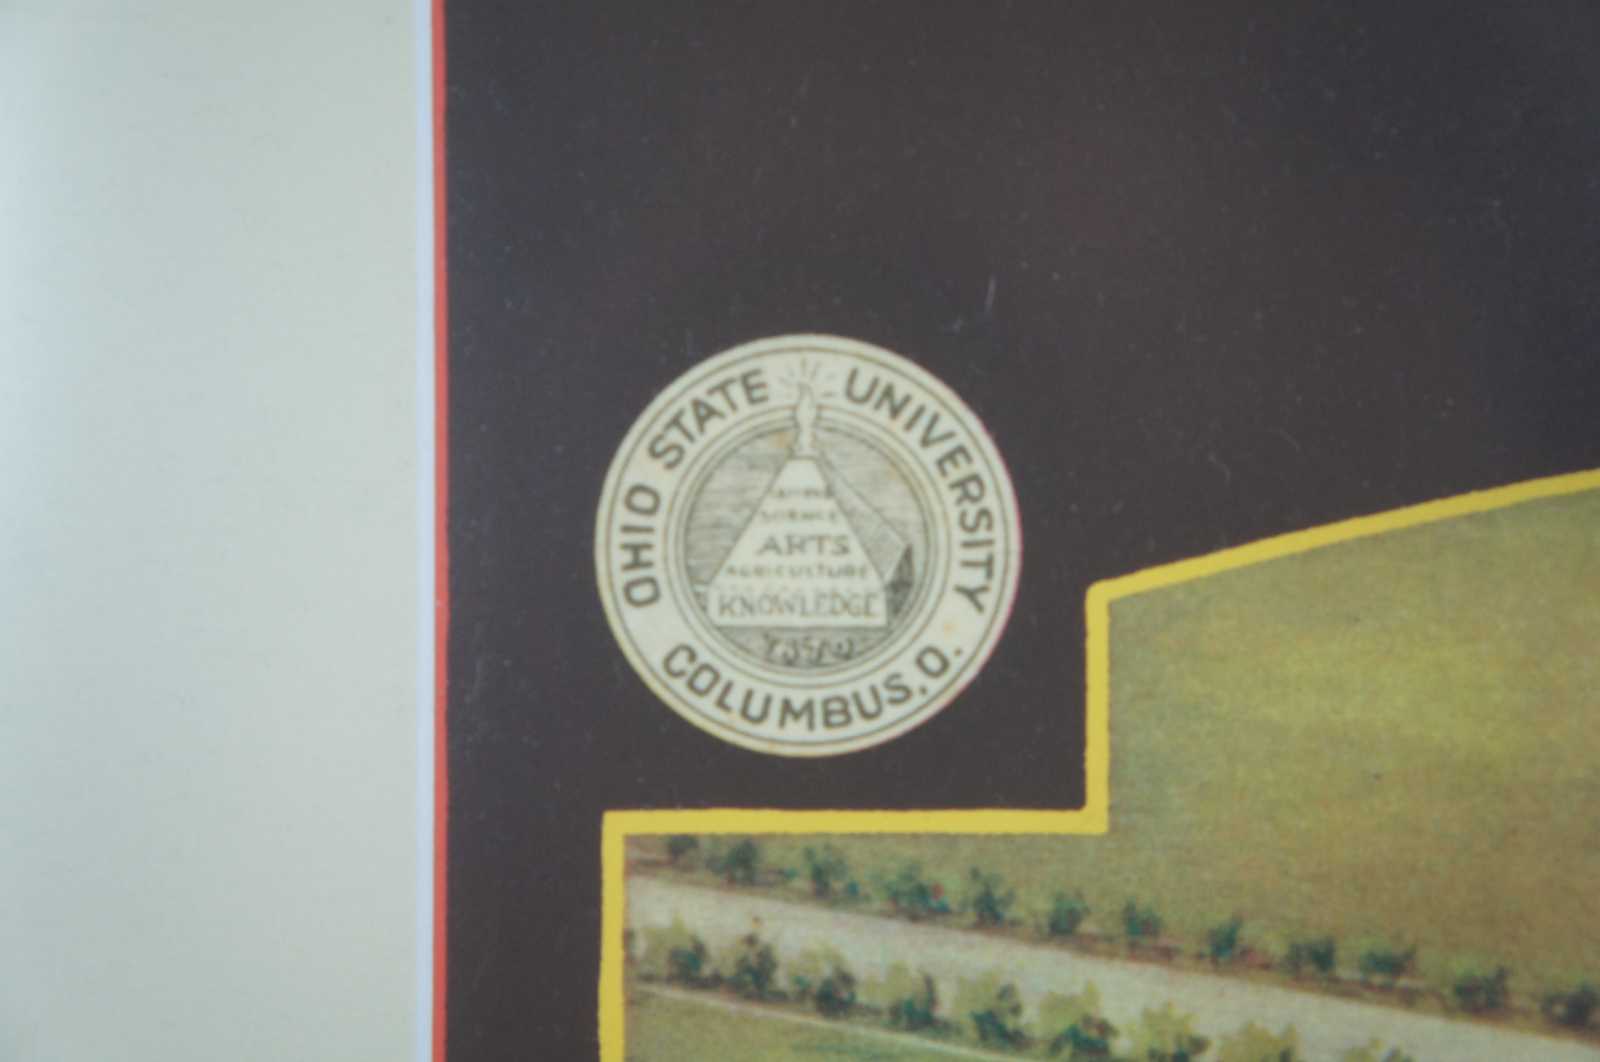 OHIO STATE UNIVERSITY
SCIENCE
ARTS
AGRICULTURE
KNOWLEDGE
COLUMBUS, O.